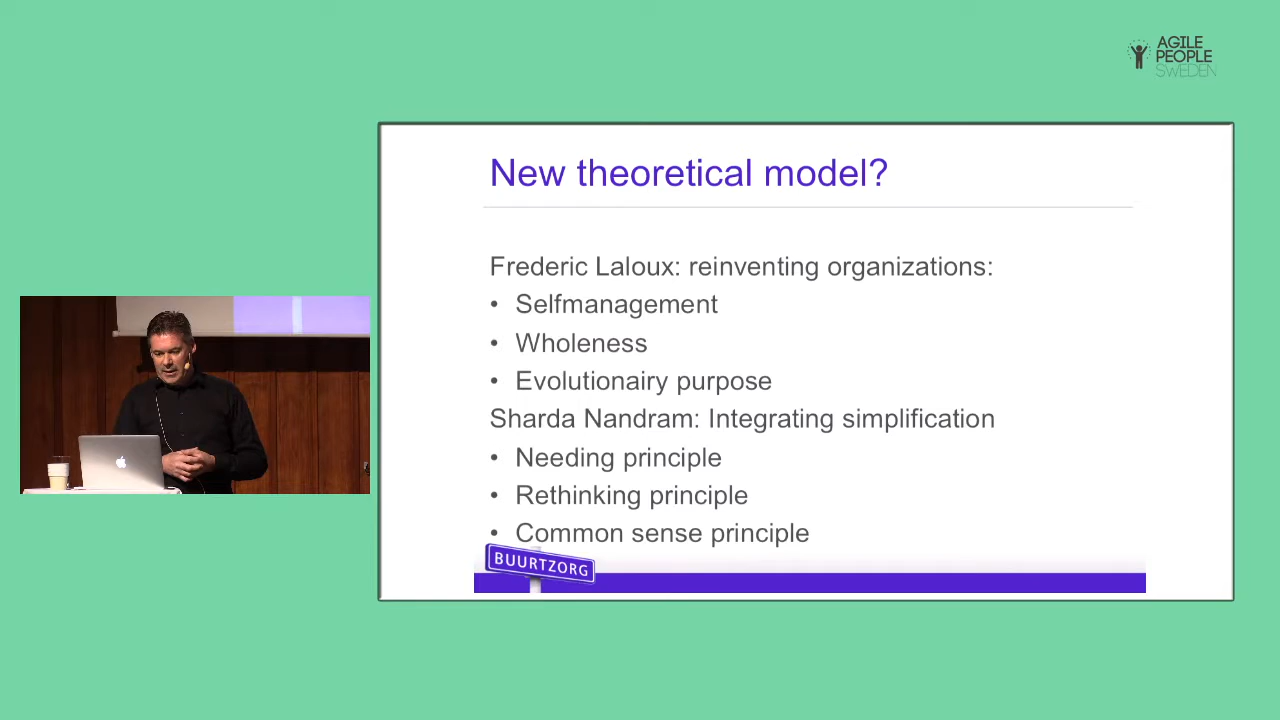 AGILE
PEOPLE
SWEDEN
New theoretical model?
Frederic Laloux: reinventing organizations:
• Selfmanagement
• Wholeness
• Evolutionairy purpose
Sharda Nandram: Integrating simplification
• Needing principle
• Rethinking principle
• Common sense principle
BUURTZORG